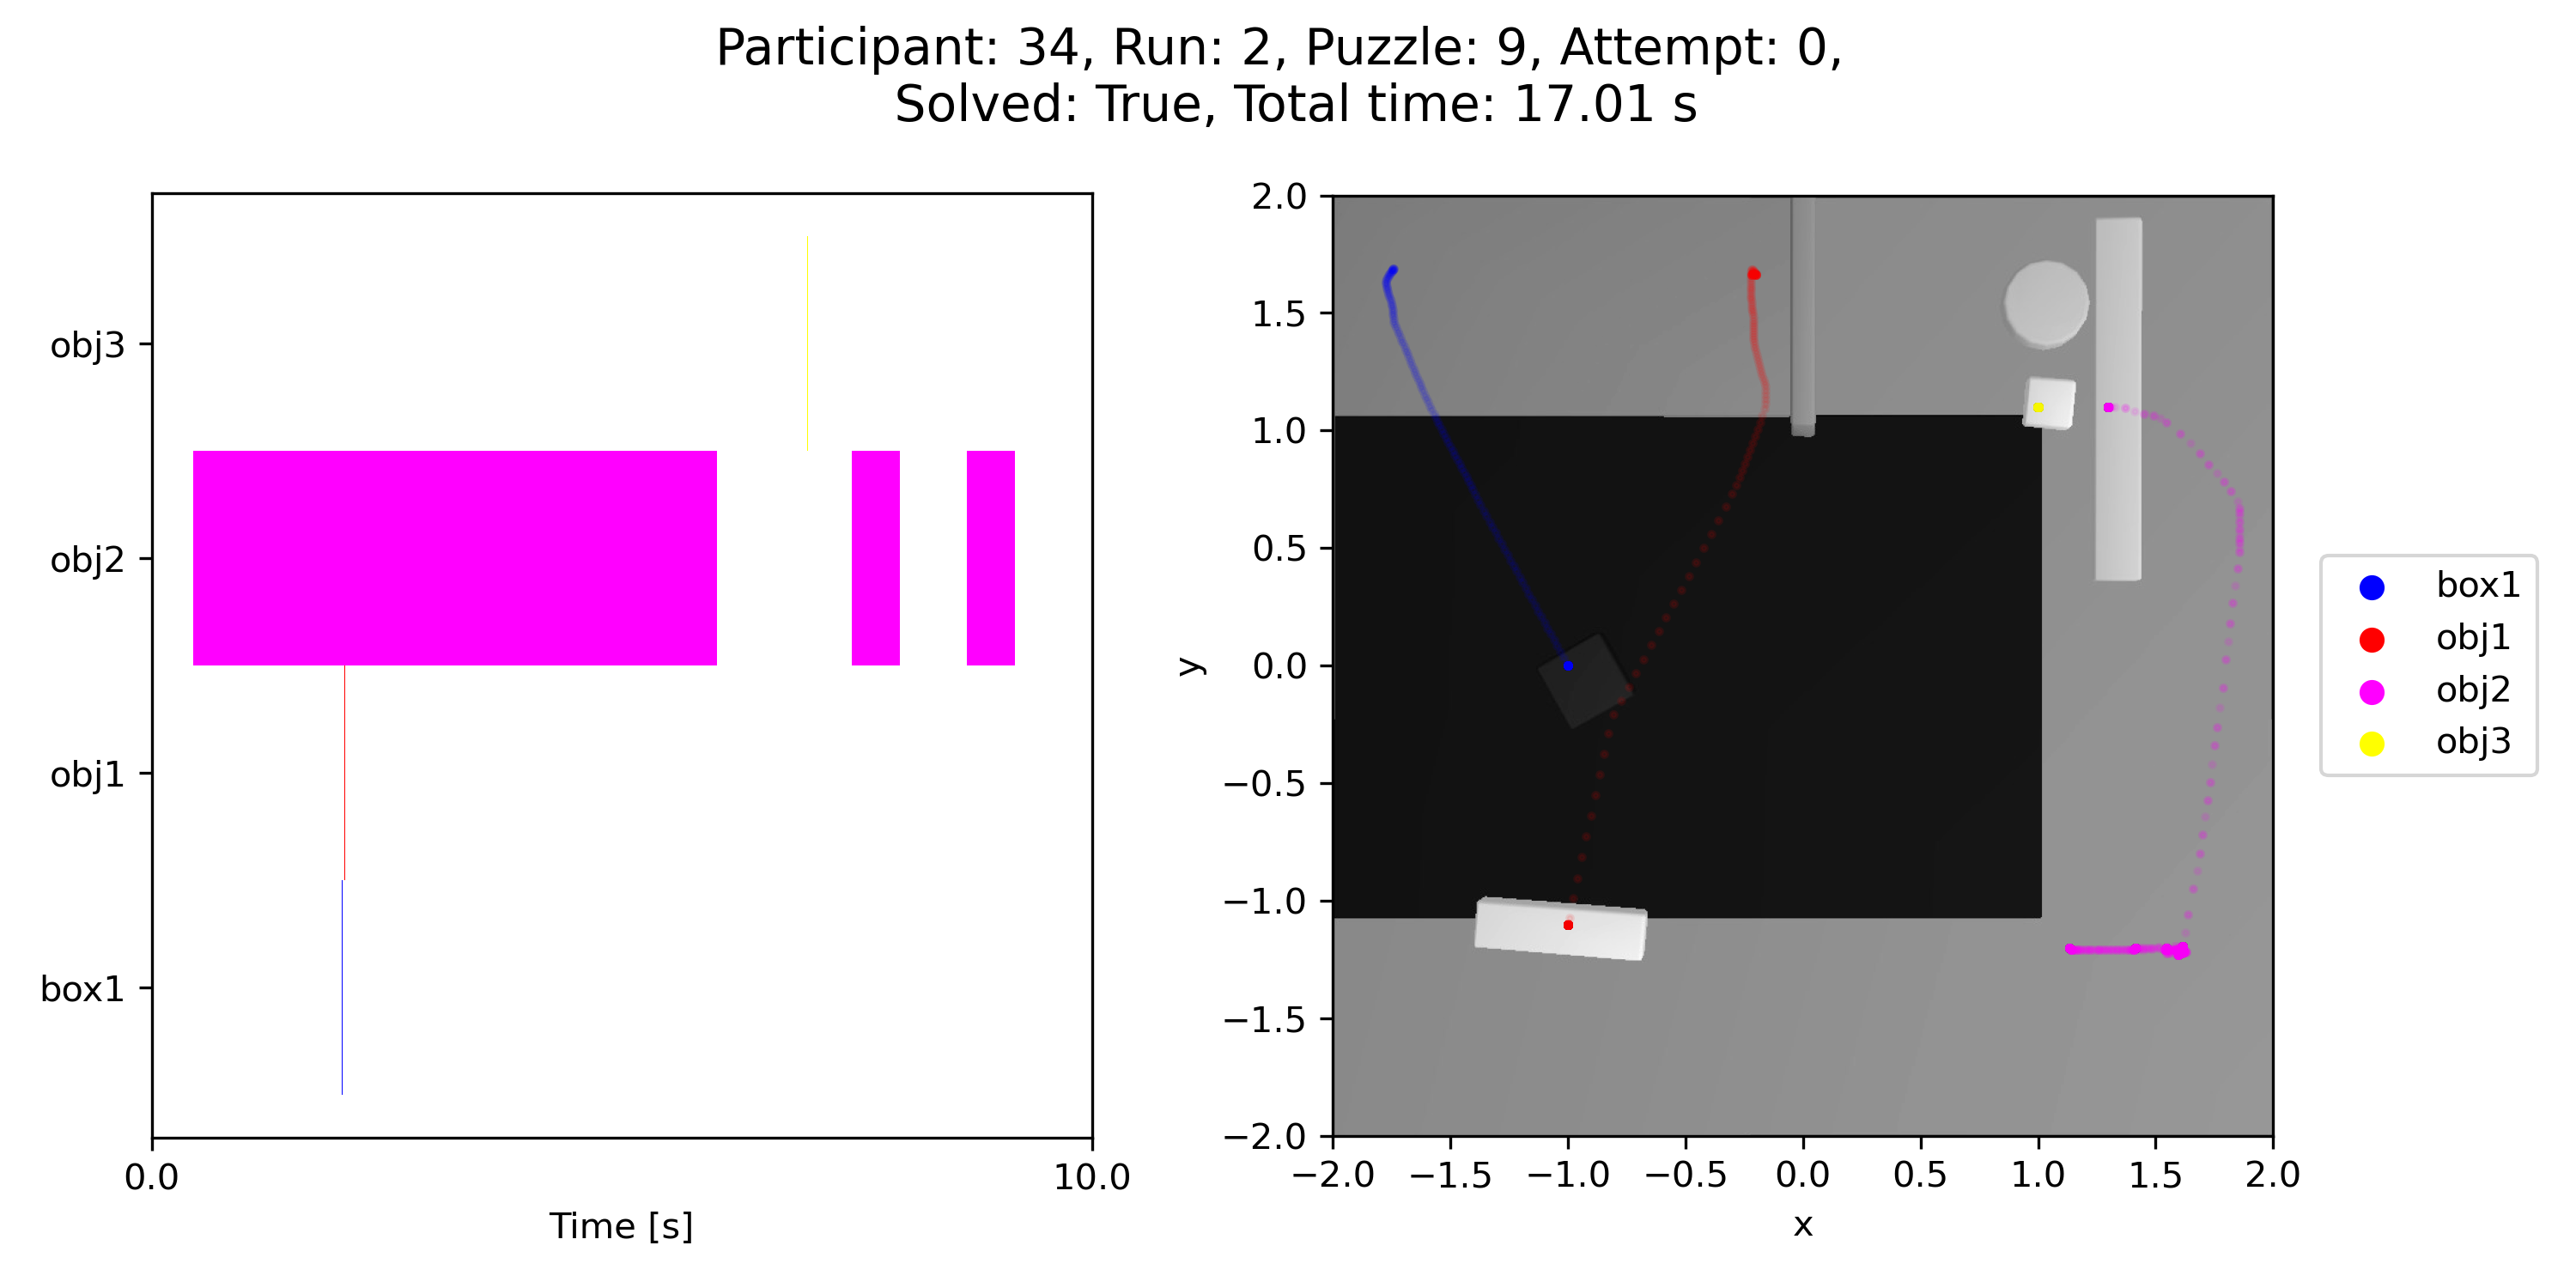 Participant: 34, Run: 2, Puzzle: 9, Attempt: 0,
Solved: True, Total time: 17.01 s
obj3
obj2
obj1
box1
0.0 10.0
Time [s]
2.0
1.5
1.0
0.5
0.0
−0.5
−1.0
−1.5
−2.0
y
−2.0 −1.5 −1.0 −0.5 0.0 0.5 1.0 1.5 2.0
x
box1
obj1
obj2
obj3